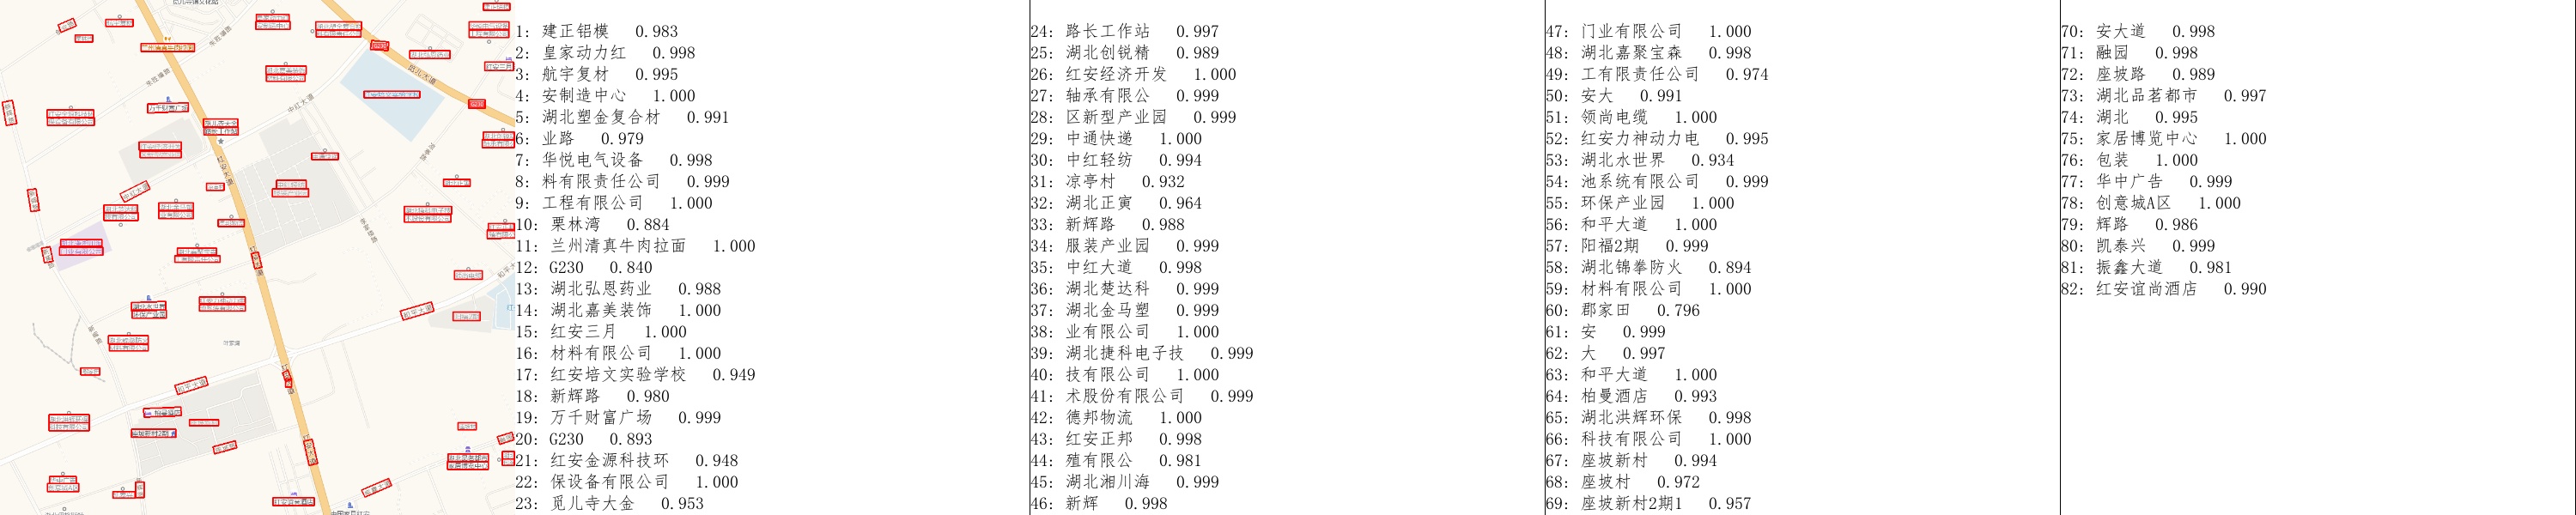 1: 建正铝模 0.983
2: 皇家动力红 0.998
3: 航宇复材 0.995
4: 安制造中心 1.000
5: 湖北塑金复合材 0.991
6: 业路 0.979
7: 华悦电气设备 0.998
8: 料有限责任公司 0.999
9: 工程有限公司 1.000
10: 栗林湾 0.884
11: 兰州清真牛肉拉面 1.000
12: G230 0.840
13: 湖北弘恩药业 0.988
14: 湖北嘉美装饰 1.000
15: 红安三月 1.000
16: 材料有限公司 1.000
17: 红安培文实验学校 0.949
18: 新辉路 0.980
19: 万千财富广场 0.999
20: G230 0.893
21: 红安金源科技环 0.948
22: 保设备有限公司 1.000
23: 觅儿寺大金 0.953
24: 路长工作站 0.997
25: 湖北创锐精 0.989
26: 红安经济开发 1.000
27: 轴承有限公 0.999
28: 区新型产业园 0.999
29: 中通快递 1.000
30: 中红轻纺 0.994
31: 凉亭村 0.932
32: 湖北正寅 0.964
33: 新辉路 0.988
34: 服装产业园 0.999
35: 中红大道 0.998
36: 湖北楚达科 0.999
37: 湖北金马塑 0.999
38: 业有限公司 1.000
39: 湖北捷科电子技 0.999
40: 技有限公司 1.000
41: 术股份有限公司 0.999
42: 德邦物流 1.000
43: 红安正邦 0.998
44: 殖有限公 0.981
45: 湖北湘川海 0.999
46: 新辉 0.998
47: 门业有限公司 1.000
48: 湖北嘉聚宝森 0.998
49: 工有限责任公司 0.974
50: 安大 0.991
51: 领尚电缆 1.000
52: 红安力神动力电 0.995
53: 湖北水世界 0.934
54: 池系统有限公司 0.999
55: 环保产业园 1.000
56: 和平大道 1.000
57: 阳福2期 0.999
58: 湖北锦拳防火 0.894
59: 材料有限公司 1.000
60: 郡家田 0.796
61: 安 0.999
62: 大 0.997
63: 和平大道 1.000
64: 柏曼酒店 0.993
65: 湖北洪辉环保 0.998
66: 科技有限公司 1.000
67: 座坡新村 0.994
68: 座坡村 0.972
69: 座坡新村2期1 0.957
70: 安大道 0.998
71: 融园 0.998
72: 座坡路 0.989
73: 湖北品茗都市 0.997
74: 湖北 0.995
75: 家居博览中心 1.000
76: 包装 1.000
77: 华中广告 0.999
78: 创意城A区 1.000
79: 辉路 0.986
80: 凯泰兴 0.999
81: 振鑫大道 0.981
82: 红安谊尚酒店 0.990